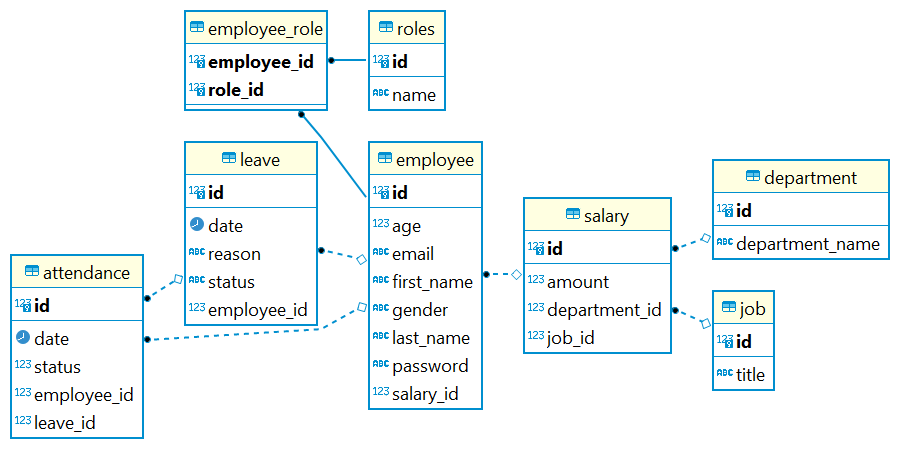 employee_role
123 employee_id
123 role_id
roles
123 id
ABC name
leave
123 id
date
ABC reason
ABC status
123 employee_id
employee
123 id
123 age
ABC email
ABC first_name
ABC gender
ABC last_name
ABC password
123 salary_id
attendance
123 id
date
123 status
123 employee_id
123 leave_id
salary
123 id
123 amount
123 department_id
123 job_id
department
123 id
ABC department_name
job
123 id
ABC title